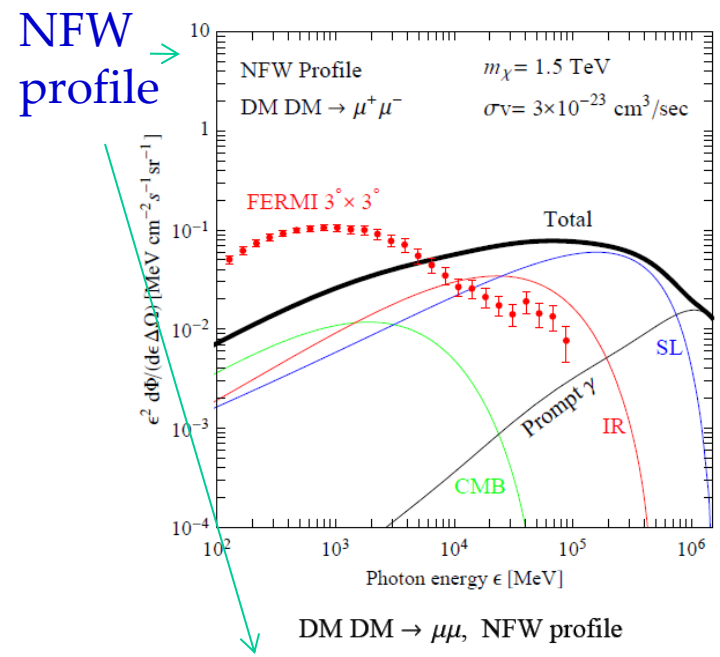 NFW
profile
10
1
10⁻¹
10⁻²
10⁻³
10⁻⁴
ϵ² dΦ/(dϵ ΔΩ) [MeV cm⁻² s⁻¹ sr⁻¹]
NFW Profile
DM DM → μ⁺μ⁻
m_χ= 1.5 TeV
σv= 3×10⁻²³ cm³/sec
FERMI 3°× 3°
Total
SL
Prompt γ
IR
CMB
10² 10³ 10⁴ 10⁵ 10⁶
Photon energy ϵ [MeV]
DM DM → μμ, NFW profile